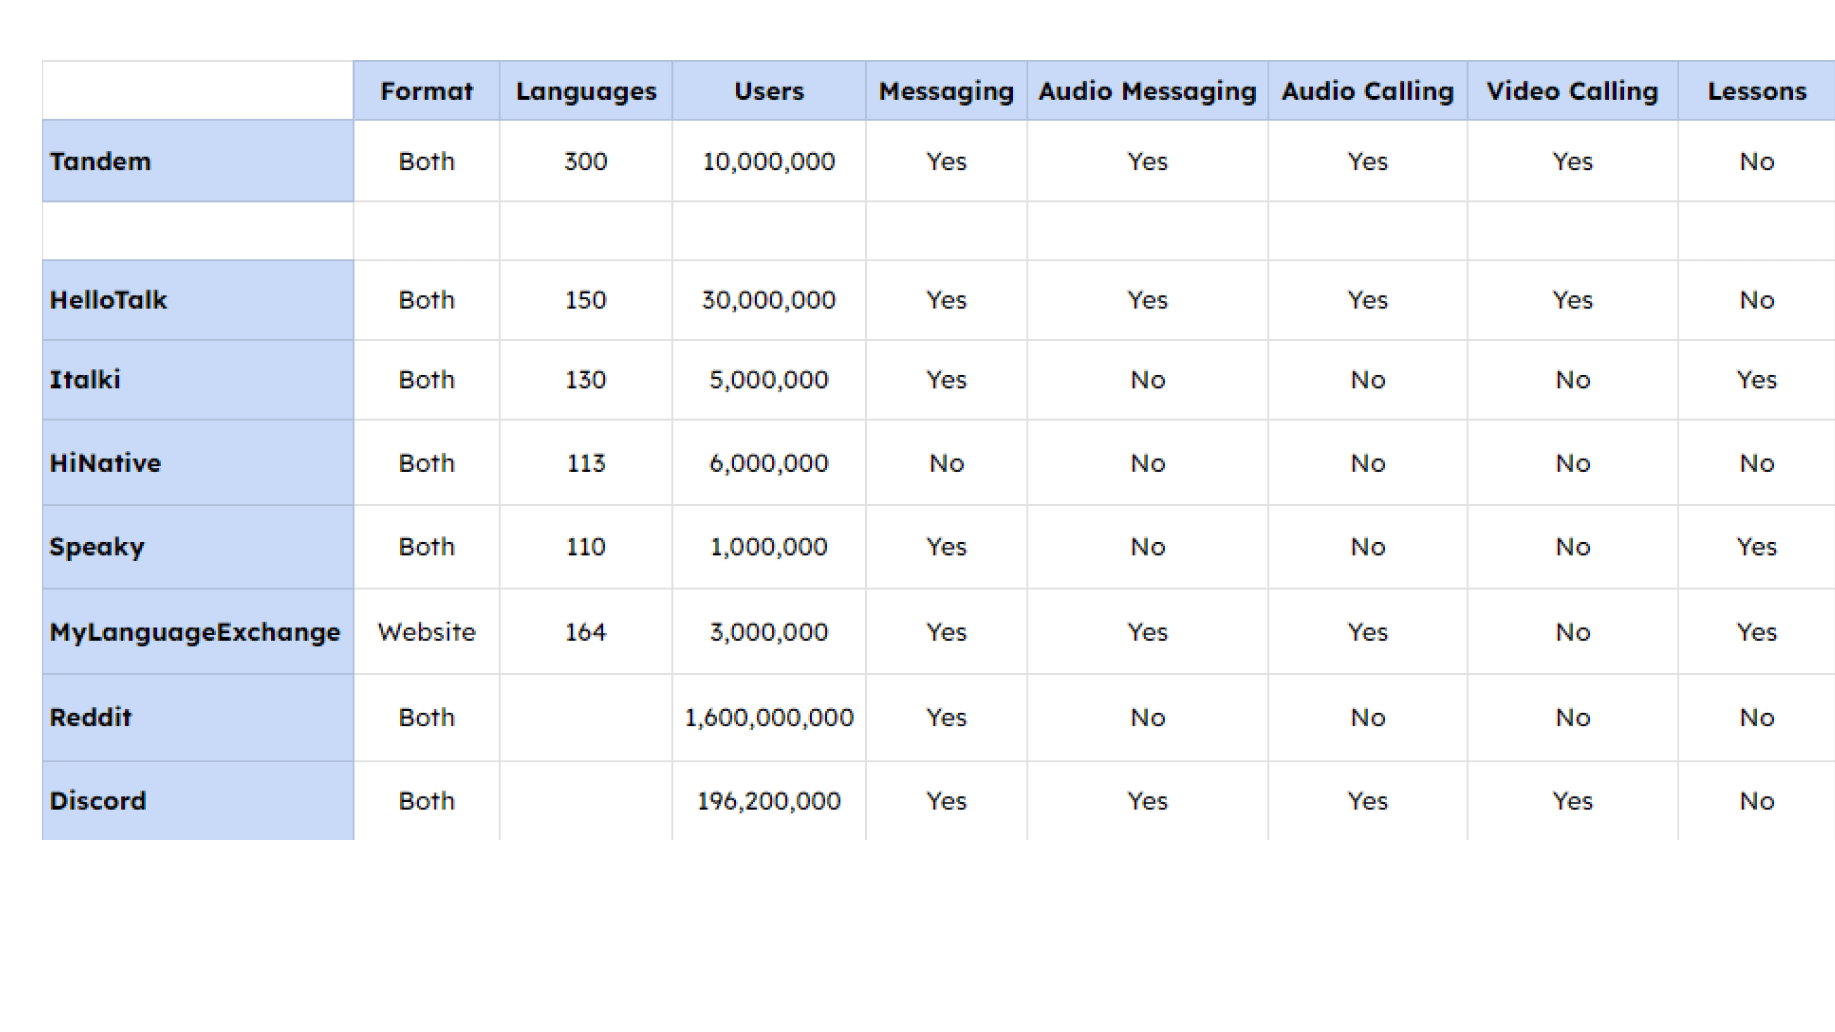 Format Languages Users Messaging Audio Messaging Audio Calling Video Calling Lessons
Tandem Both 300 10,000,000 Yes Yes Yes Yes No
HelloTalk Both 150 30,000,000 Yes Yes Yes Yes No
Italki Both 130 5,000,000 Yes No No No Yes
HiNative Both 113 6,000,000 No No No No No
Speaky Both 110 1,000,000 Yes No No No Yes
MyLanguageExchange Website 164 3,000,000 Yes Yes Yes No Yes
Reddit Both 1,600,000,000 Yes No No No No
Discord Both 196,200,000 Yes Yes Yes Yes No